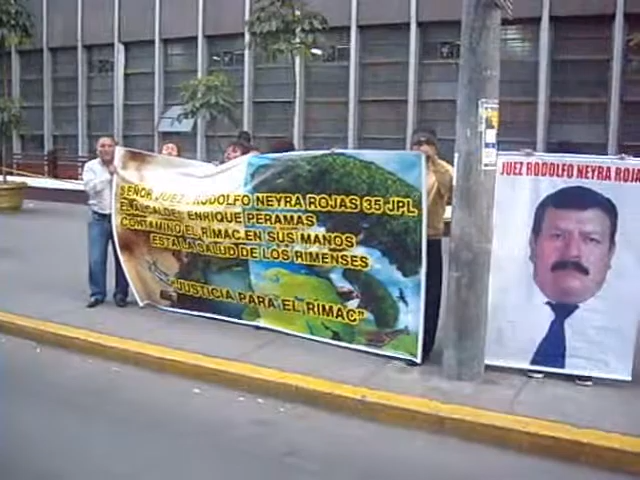 SEÑOR JUEZ: RODOLFO NEYRA ROJAS 35 JPL
EL ALCALDE ENRIQUE PERAMAS
CONTAMINO EL RIMAC.EN SUS MANOS
ESTA LA SALUD DE LOS RIMENSES
"JUSTICIA PARA EL RIMAC"
JUEZ RODOLFO NEYRA ROJA